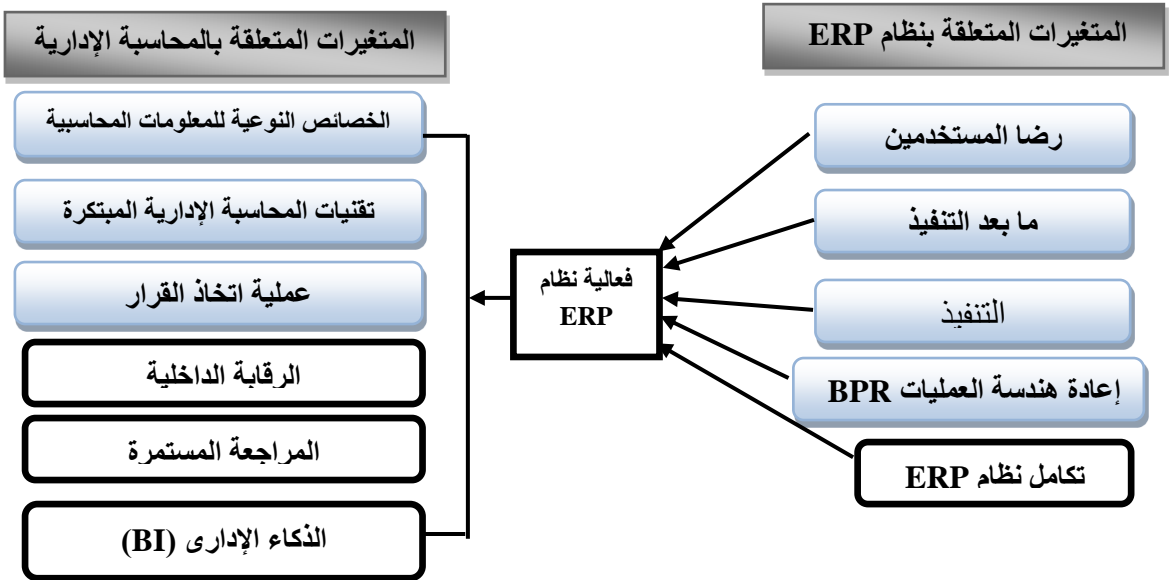 المتغيرات المتعلقة بنظام ERP
رضا المستخدمين
ما بعد التنفيذ
التنفيذ
إعادة هندسة العمليات BPR
تكامل نظام ERP
فعالية نظام
ERP
المتغيرات المتعلقة بالمحاسبة الإدارية
الخصائص النوعية للمعلومات المحاسبية
تقنيات المحاسبة الإدارية المبتكرة
عملية اتخاذ القرار
الرقابة الداخلية
المراجعة المستمرة
الذكاء الإدارى (BI)